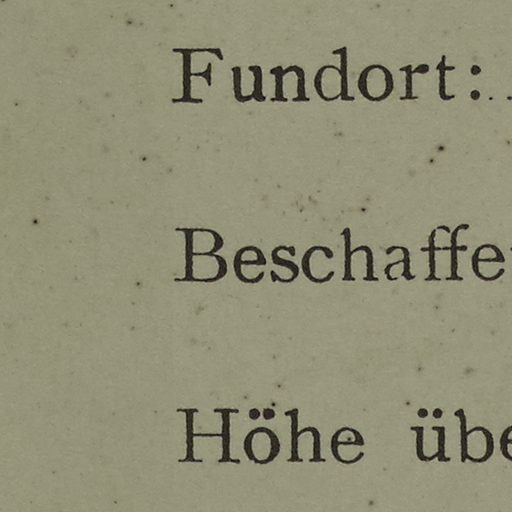 Fundort:
Beschaffe
Höhe übe